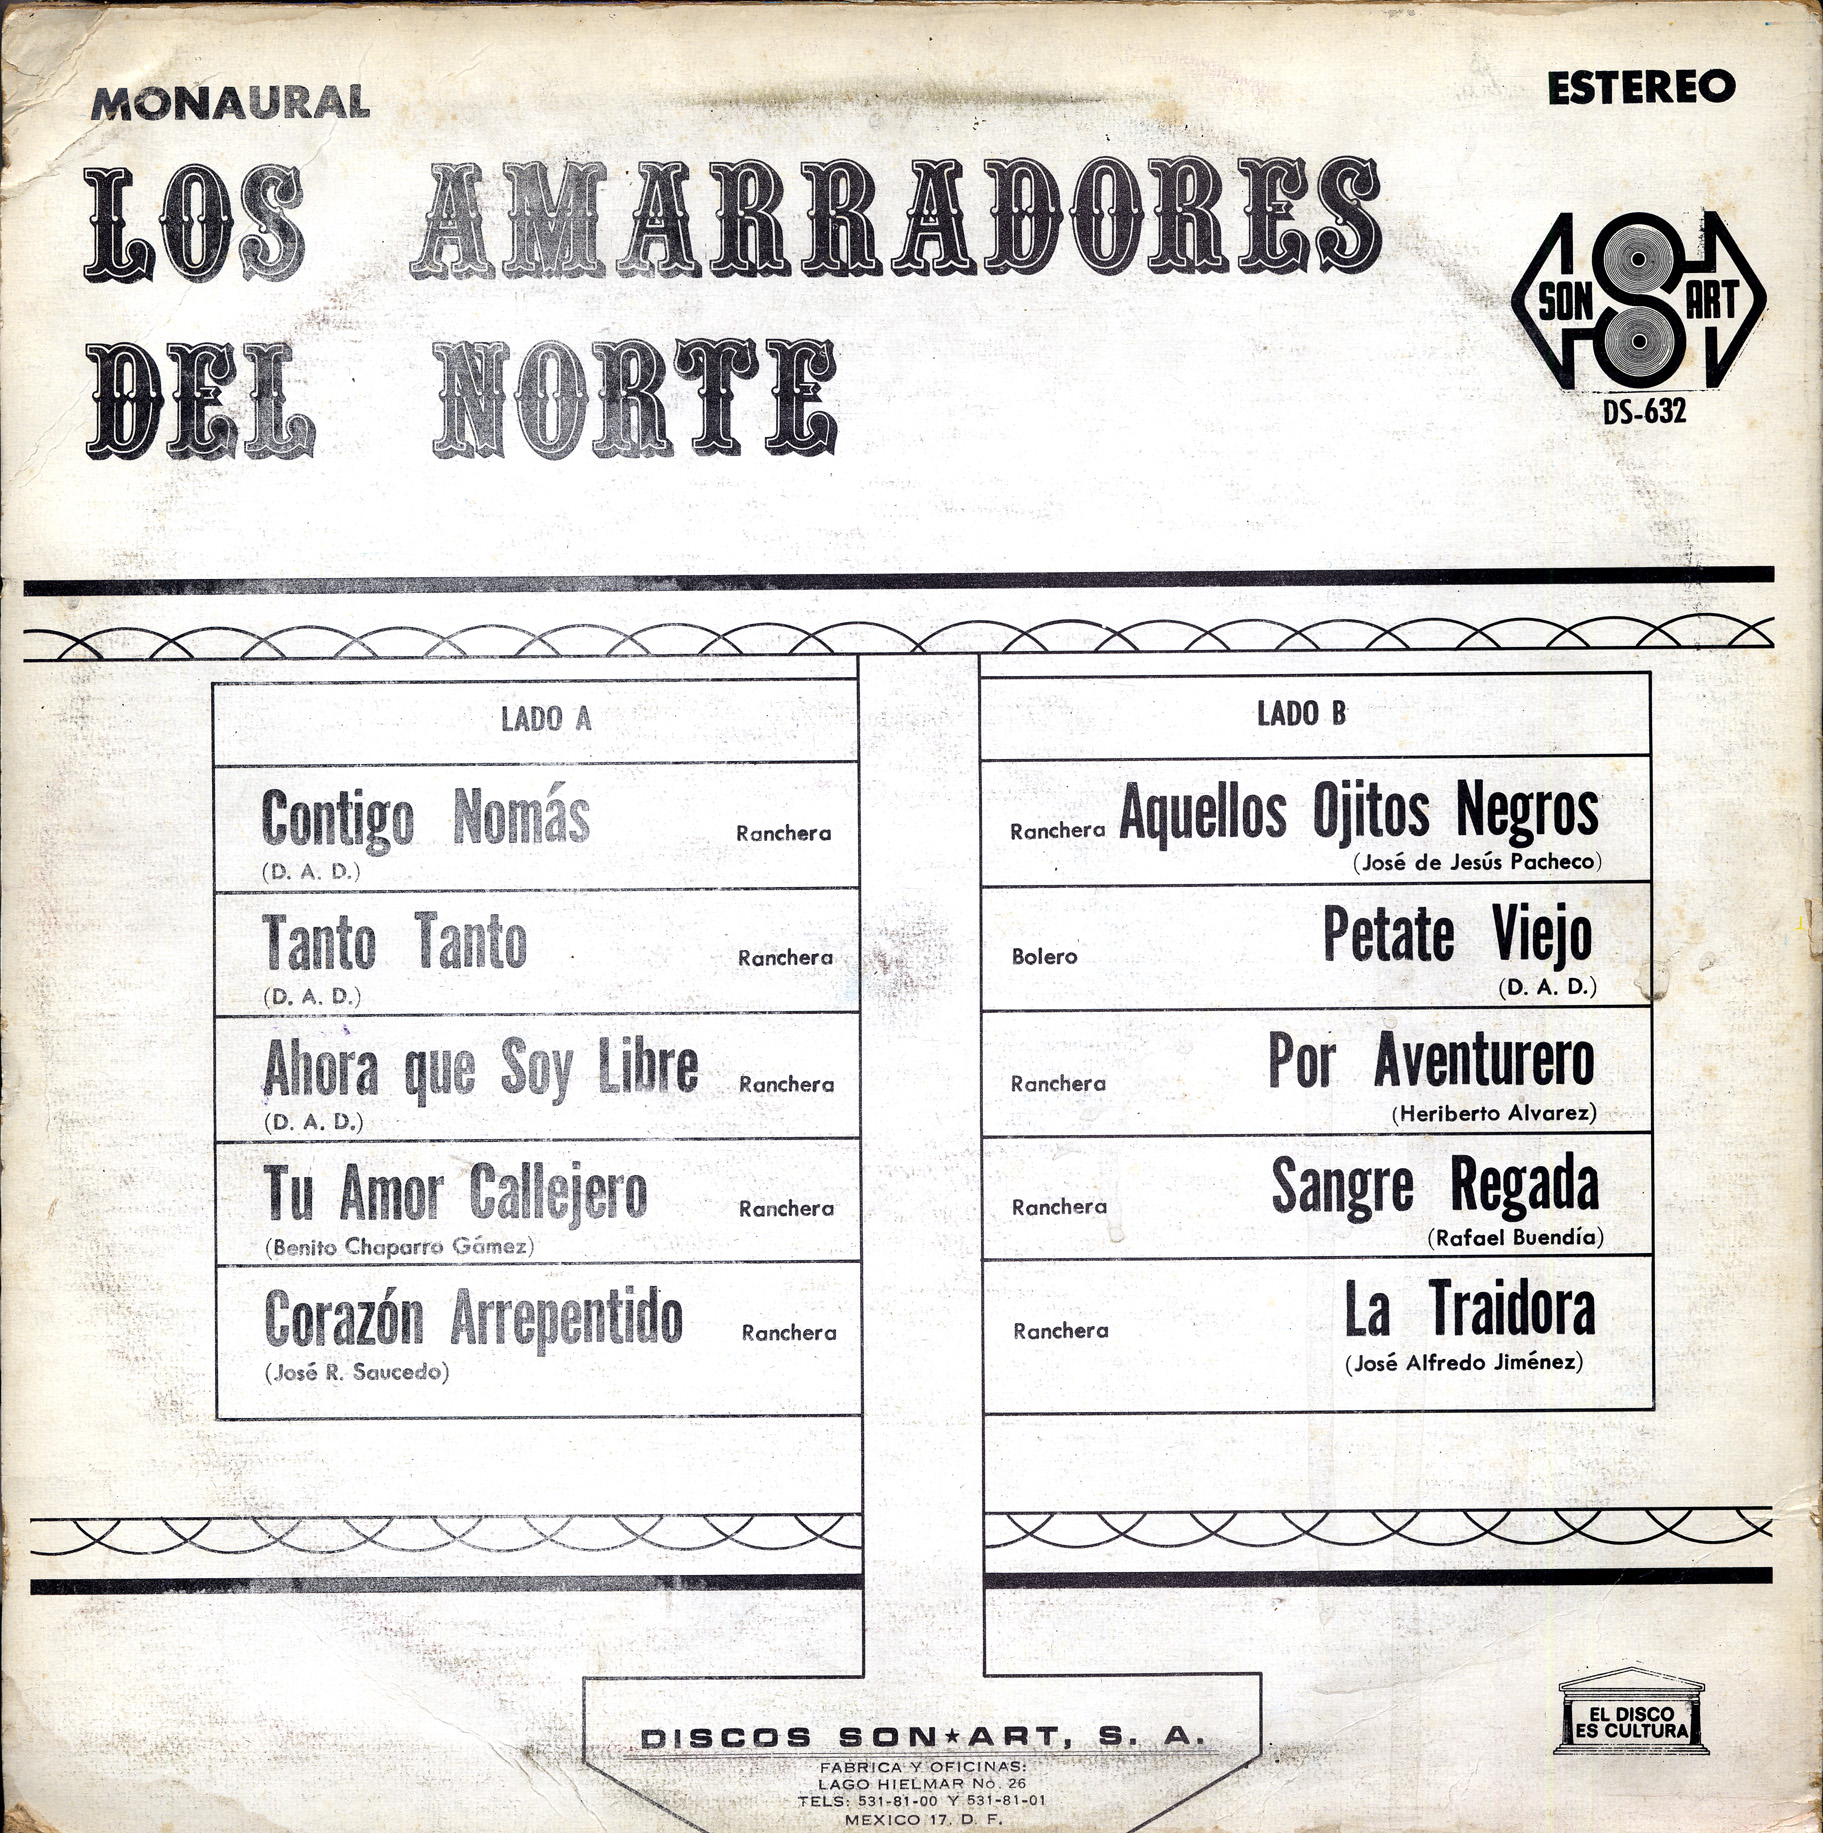 MONAURAL
ESTEREO
LOS AMARRADORES
DEL NORTE
SON ART
DS-632
LADO A
Contigo Nomás Ranchera
(D. A. D.)
Tanto Tanto Ranchera
(D. A. D.)
Ahora que Soy Libre Ranchera
(D. A. D.)
Tu Amor Callejero Ranchera
(Benito Chaparro Gámez)
Corazón Arrepentido Ranchera
(José R. Saucedo)
LADO B
Ranchera Aquellos Ojitos Negros
(José de Jesús Pacheco)
Bolero Petate Viejo
(D. A. D.)
Ranchera Por Aventurero
(Heriberto Alvarez)
Ranchera Sangre Regada
(Rafael Buendía)
Ranchera La Traidora
(José Alfredo Jiménez)
DISCOS SON★ART, S. A.
FABRICA Y OFICINAS:
LAGO HIELMAR No. 26
TELS: 531-81-00 Y 531-81-01
MEXICO 17, D. F.
EL DISCO
ES CULTURA